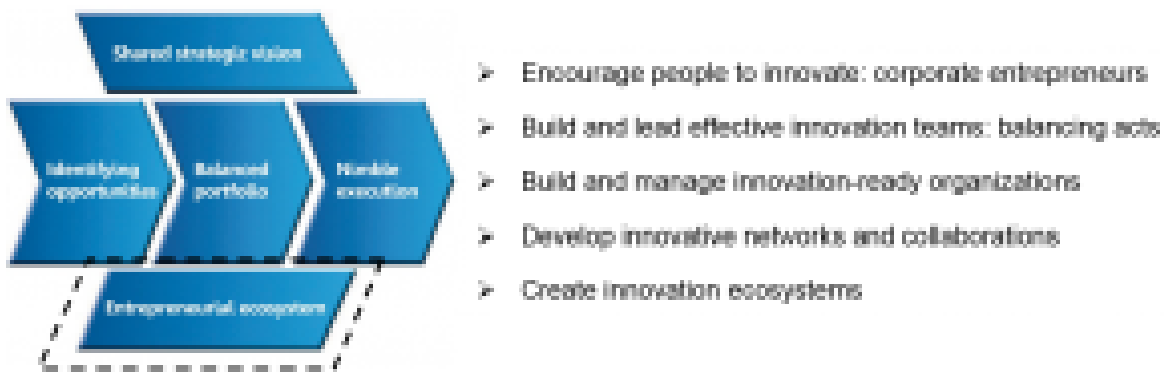 Shared strategic vision
Identifying
opportunities
Balanced
portfolio
Nimble
execution
Entrepreneurial ecosystem
➢ Encourage people to innovate: corporate entrepreneurs
➢ Build and lead effective innovation teams: balancing acts
➢ Build and manage innovation-ready organizations
➢ Develop innovative networks and collaborations
➢ Create innovation ecosystems